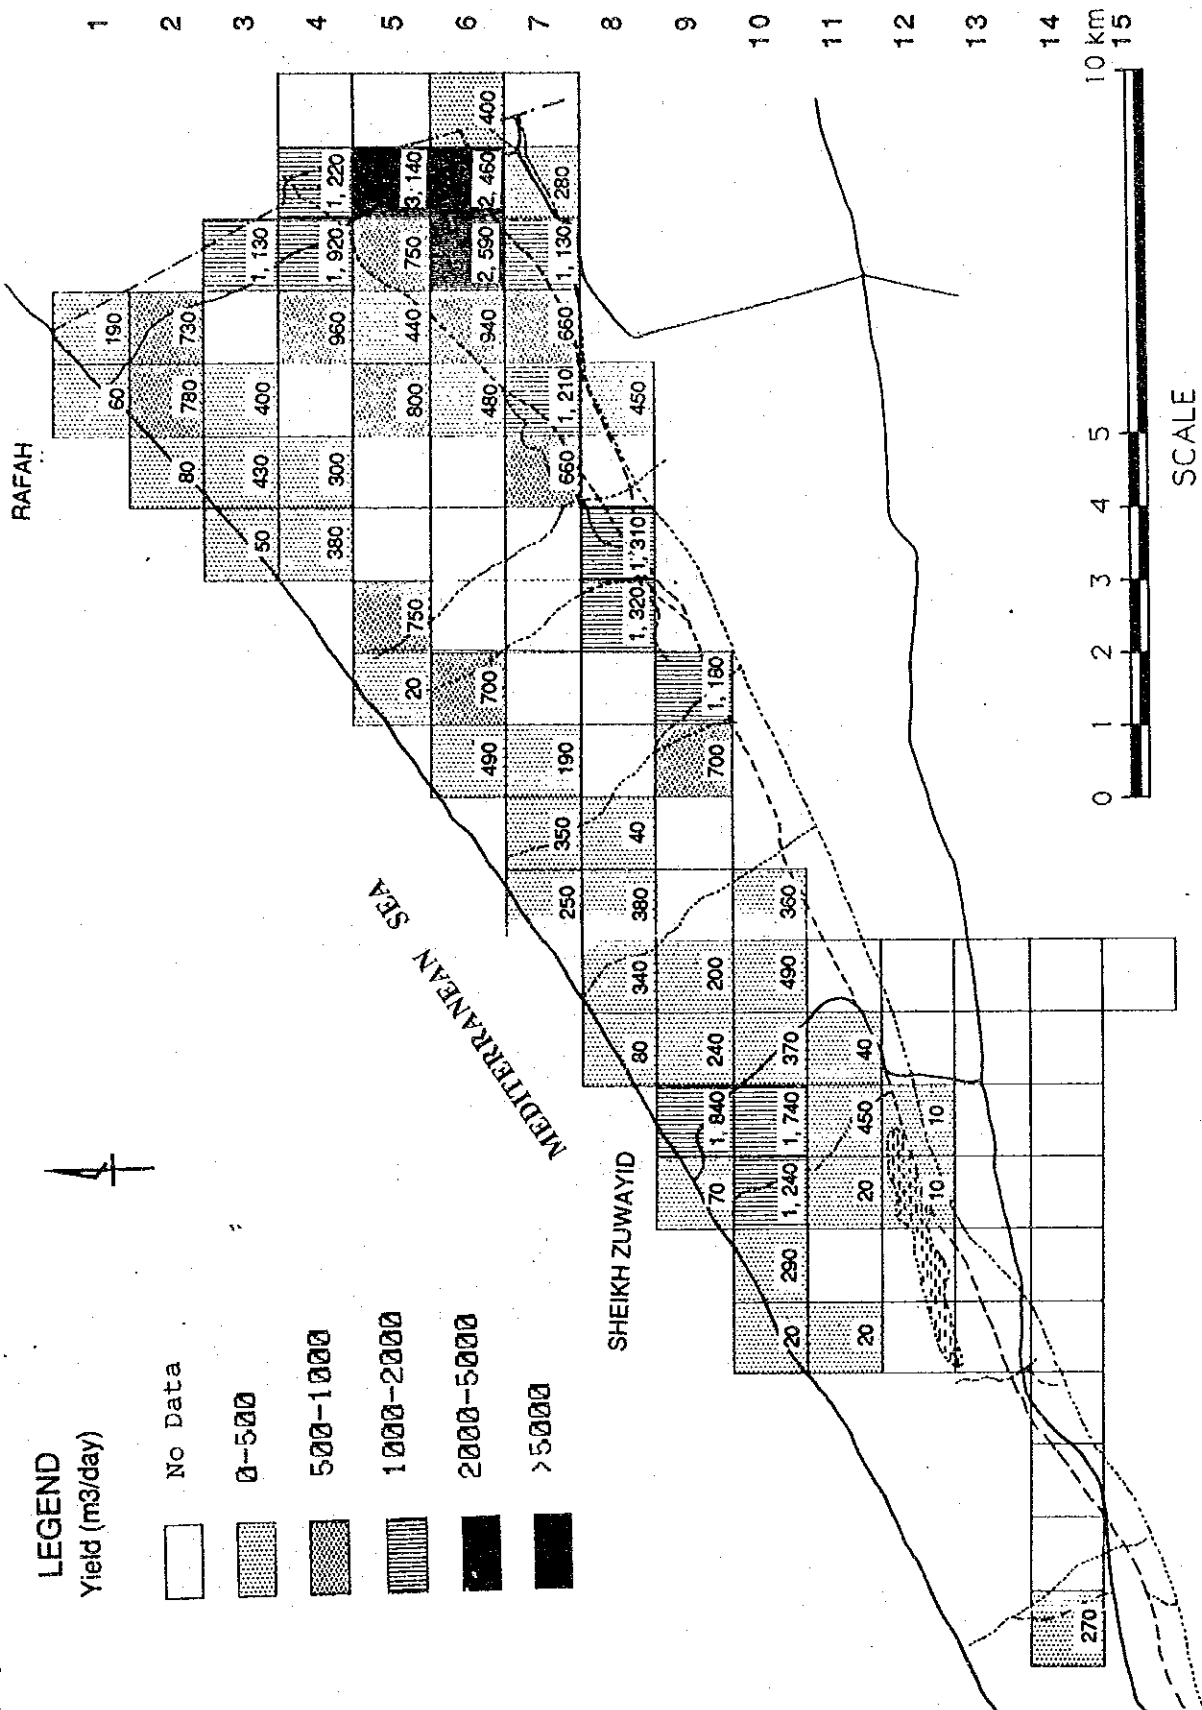 LEGEND
Yield (m3/day)
No Data
0-500
500-1000
1000-2000
2000-5000
>5000
RAFAH
MEDITERRANEAN SEA
SHEIKH ZUWAYID
60 190 1
80 780 730 2
50 430 400 1,130 3
380 300 960 1,920 1,220 4
20 750 800 440 750 3,140 5
490 700 480 940 2,590 2,460 400 6
250 350 190 660 1,210 660 1,130 280 7
80 340 380 40 1,320 1,310 450 8
70 1,840 240 200 700 1,180 9
20 290 1,240 1,740 370 490 360 10
20 20 450 40 11
10 10 12
13
270 14
15
0 1 2 3 4 5 10 km
SCALE